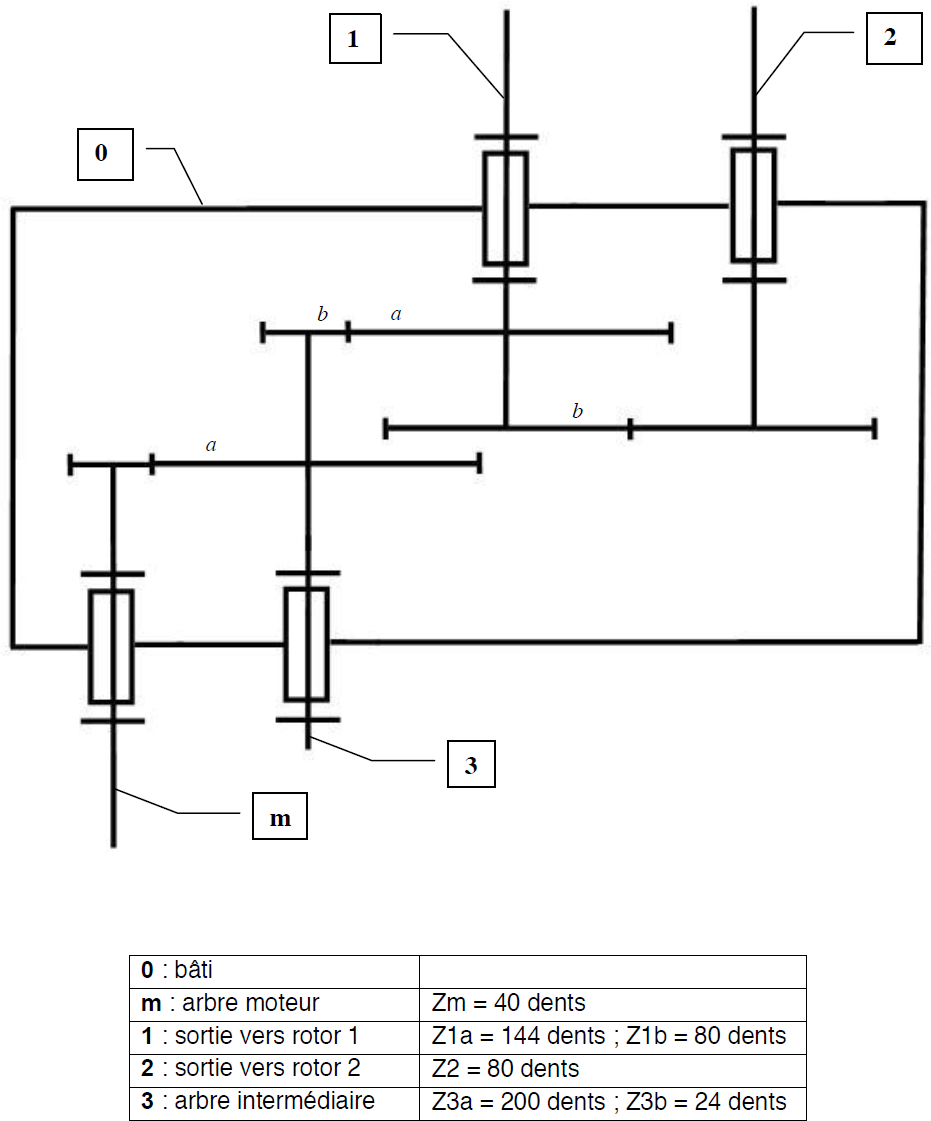 1
2
0
b
a
b
a
3
m
0 : bâti
m : arbre moteur
Zm = 40 dents
1 : sortie vers rotor 1
Z1a = 144 dents ; Z1b = 80 dents
2 : sortie vers rotor 2
Z2 = 80 dents
3 : arbre intermédiaire
Z3a = 200 dents ; Z3b = 24 dents